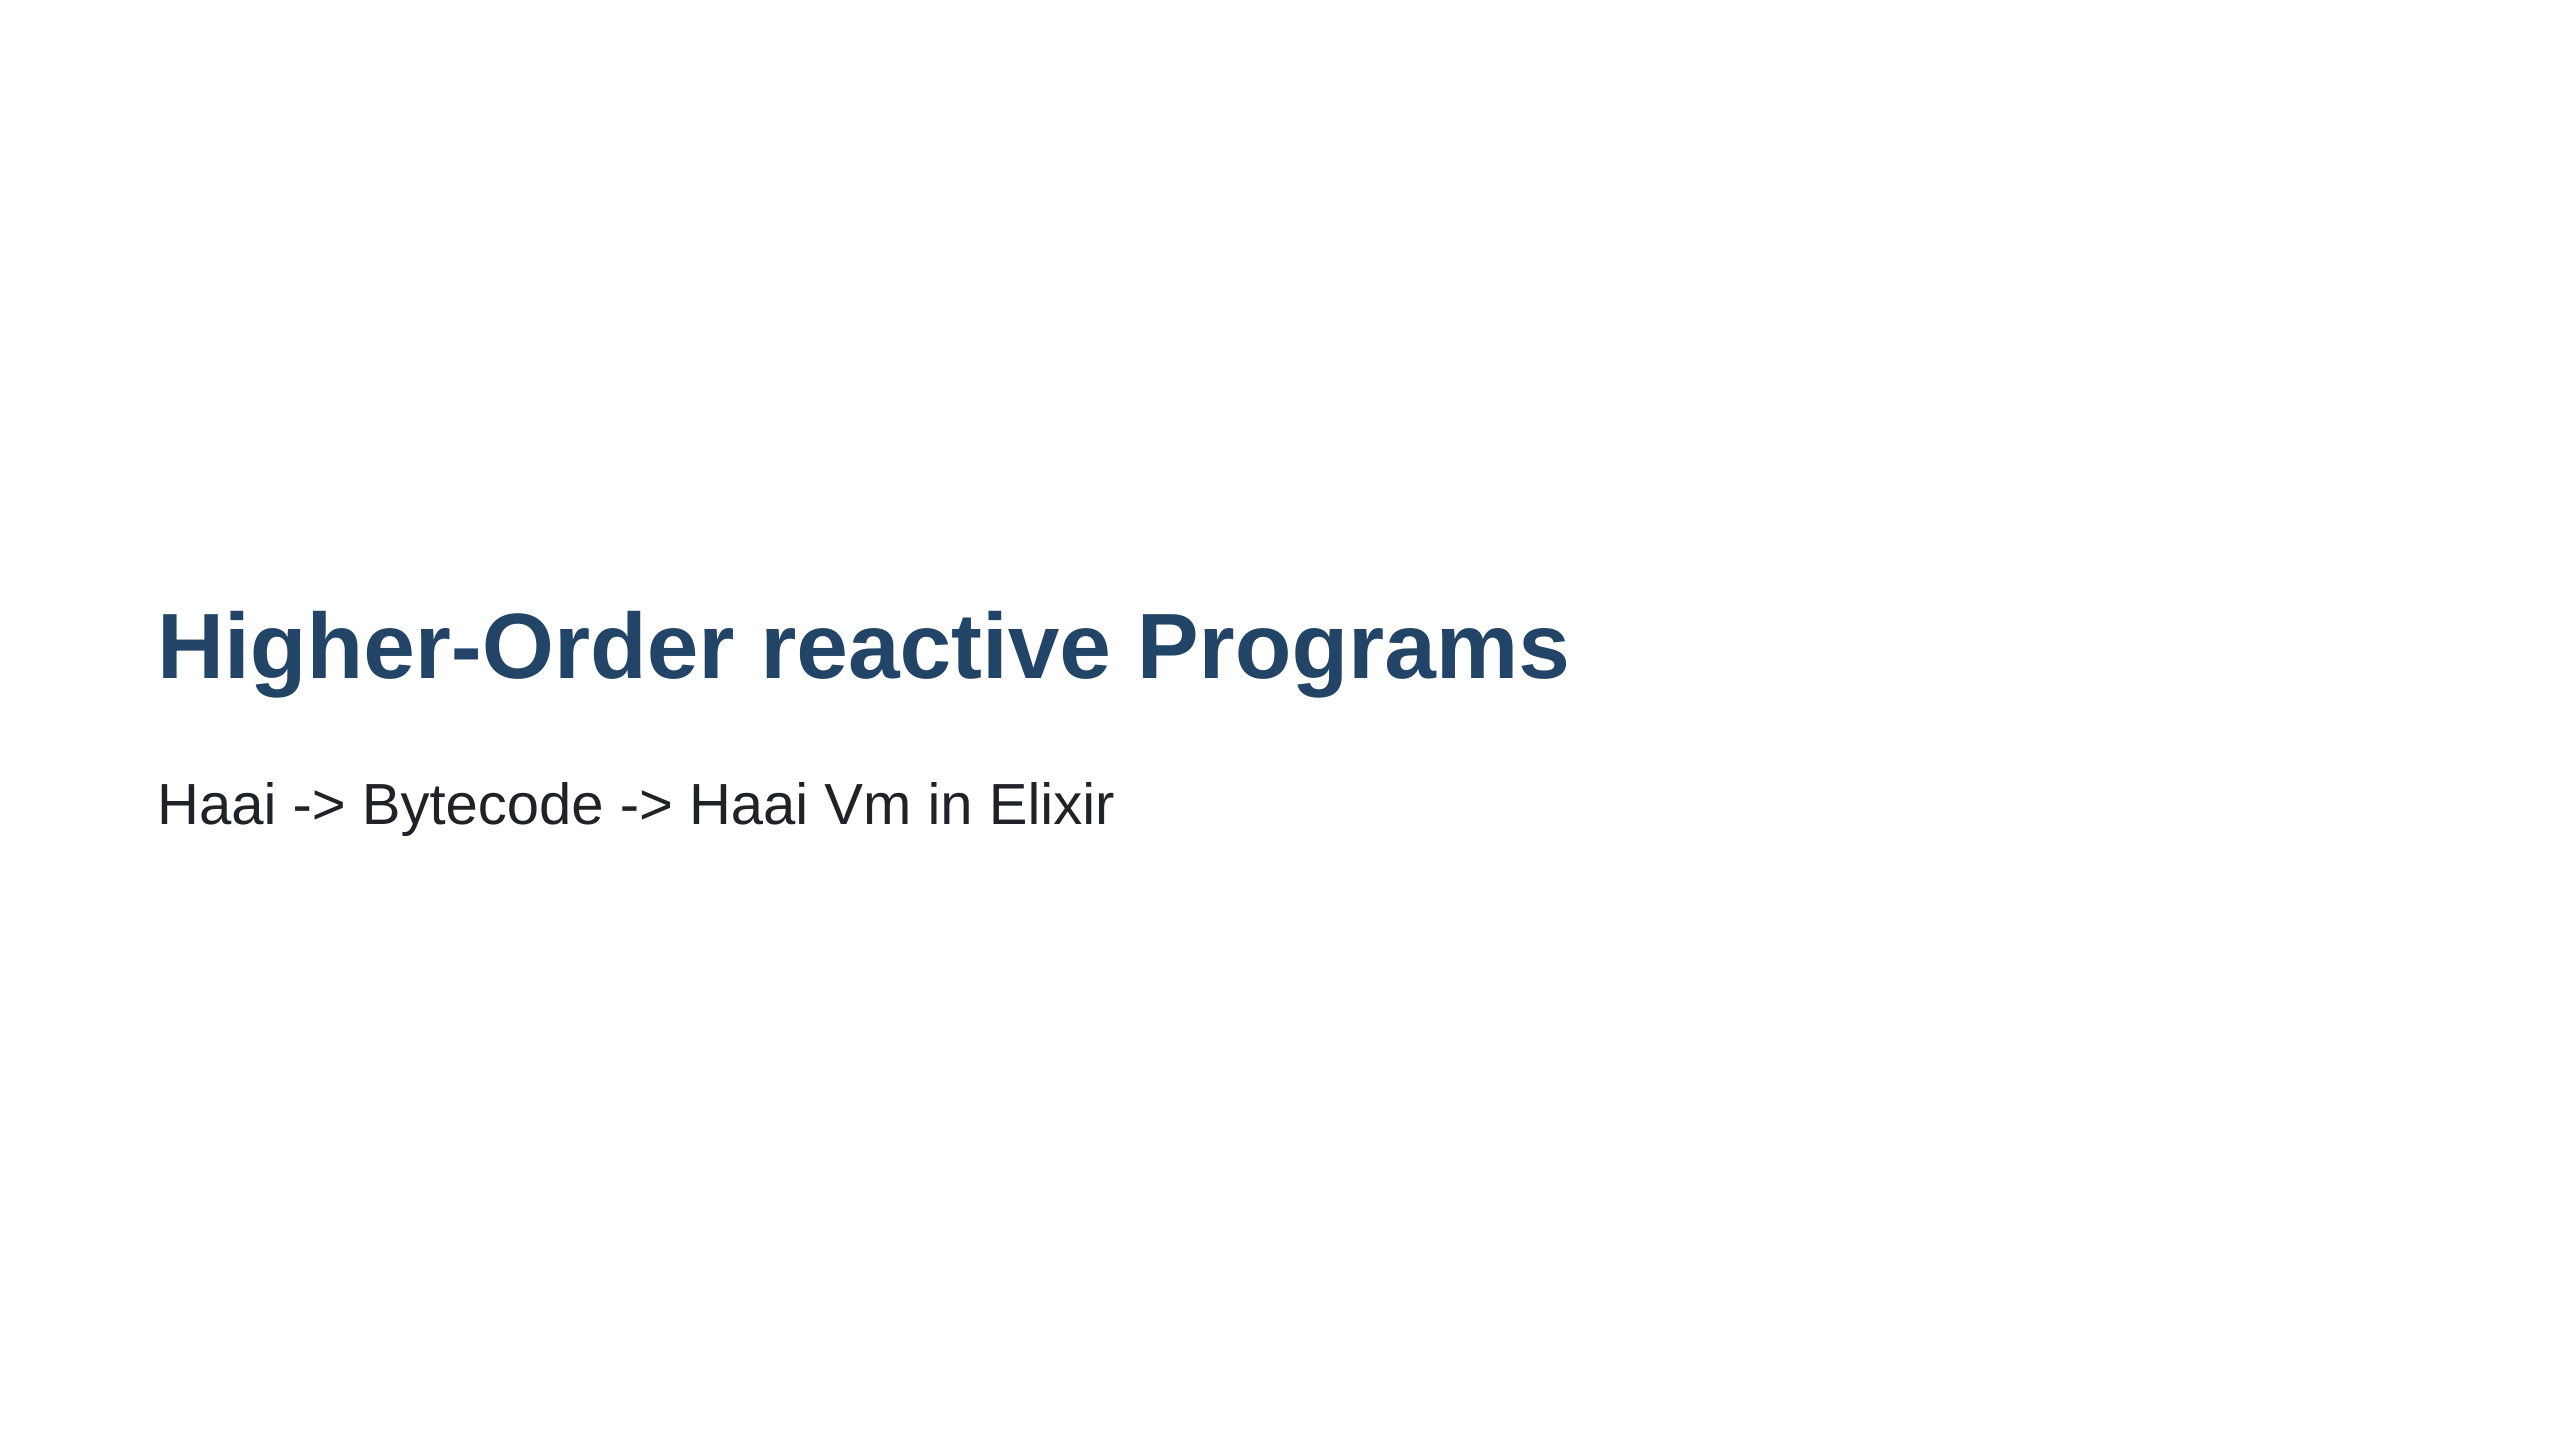 Higher-Order reactive Programs
Haai -> Bytecode -> Haai Vm in Elixir